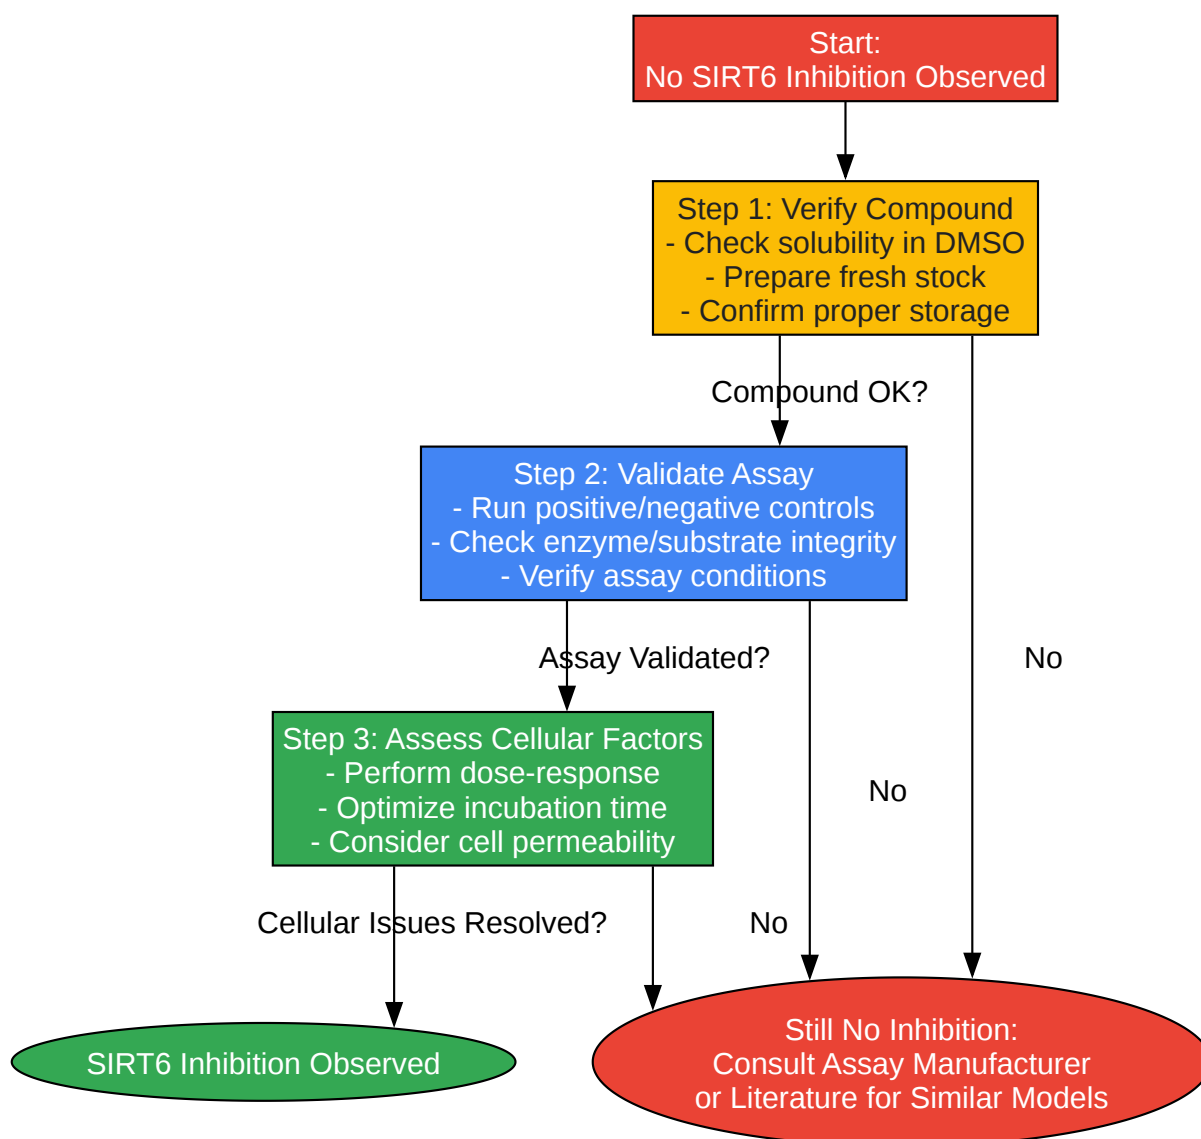 Start:
No SIRT6 Inhibition Observed
Step 1: Verify Compound
- Check solubility in DMSO
- Prepare fresh stock
- Confirm proper storage
Compound OK?
Step 2: Validate Assay
- Run positive/negative controls
- Check enzyme/substrate integrity
- Verify assay conditions
Assay Validated?
No
Step 3: Assess Cellular Factors
- Perform dose-response
- Optimize incubation time
- Consider cell permeability
No
Cellular Issues Resolved?
No
SIRT6 Inhibition Observed
Still No Inhibition:
Consult Assay Manufacturer
or Literature for Similar Models